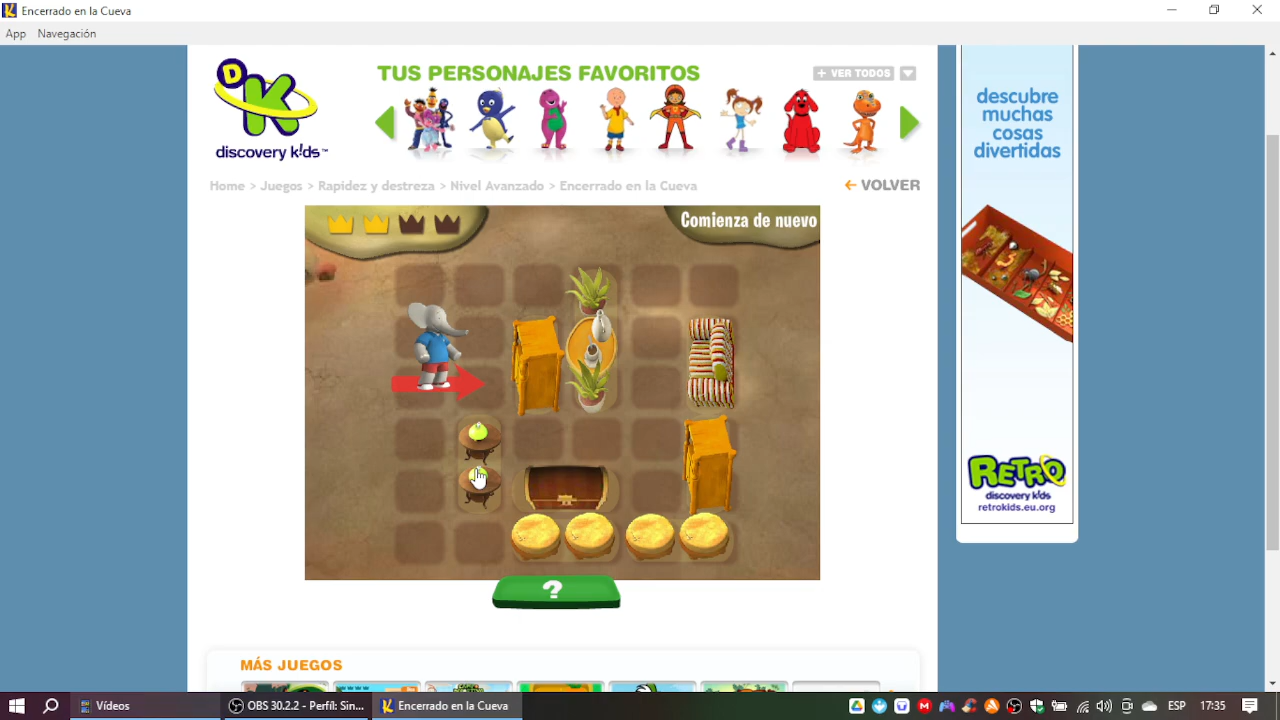 Encerrado en la Cueva
App Navegación
D
K
discovery k!ds™
TUS PERSONAJES FAVORITOS
+ VER TODOS
Home > Juegos > Rapidez y destreza > Nivel Avanzado > Encerrado en la Cueva
← VOLVER
Comienza de nuevo
?
MÁS JUEGOS
descubre
muchas
cosas
divertidas
RETRO
discovery kids
retrokids.eu.org
Vídeos
OBS 30.2.2 - Perfil: Sin...
Encerrado en la Cueva
ESP
17:35